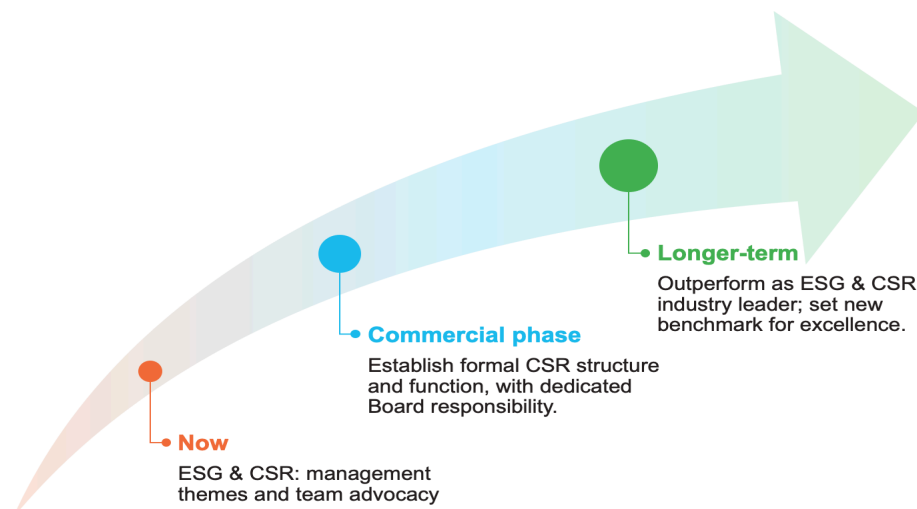 Now
ESG & CSR: management
themes and team advocacy
Commercial phase
Establish formal CSR structure
and function, with dedicated
Board responsibility.
Longer-term
Outperform as ESG & CSR
industry leader; set new
benchmark for excellence.